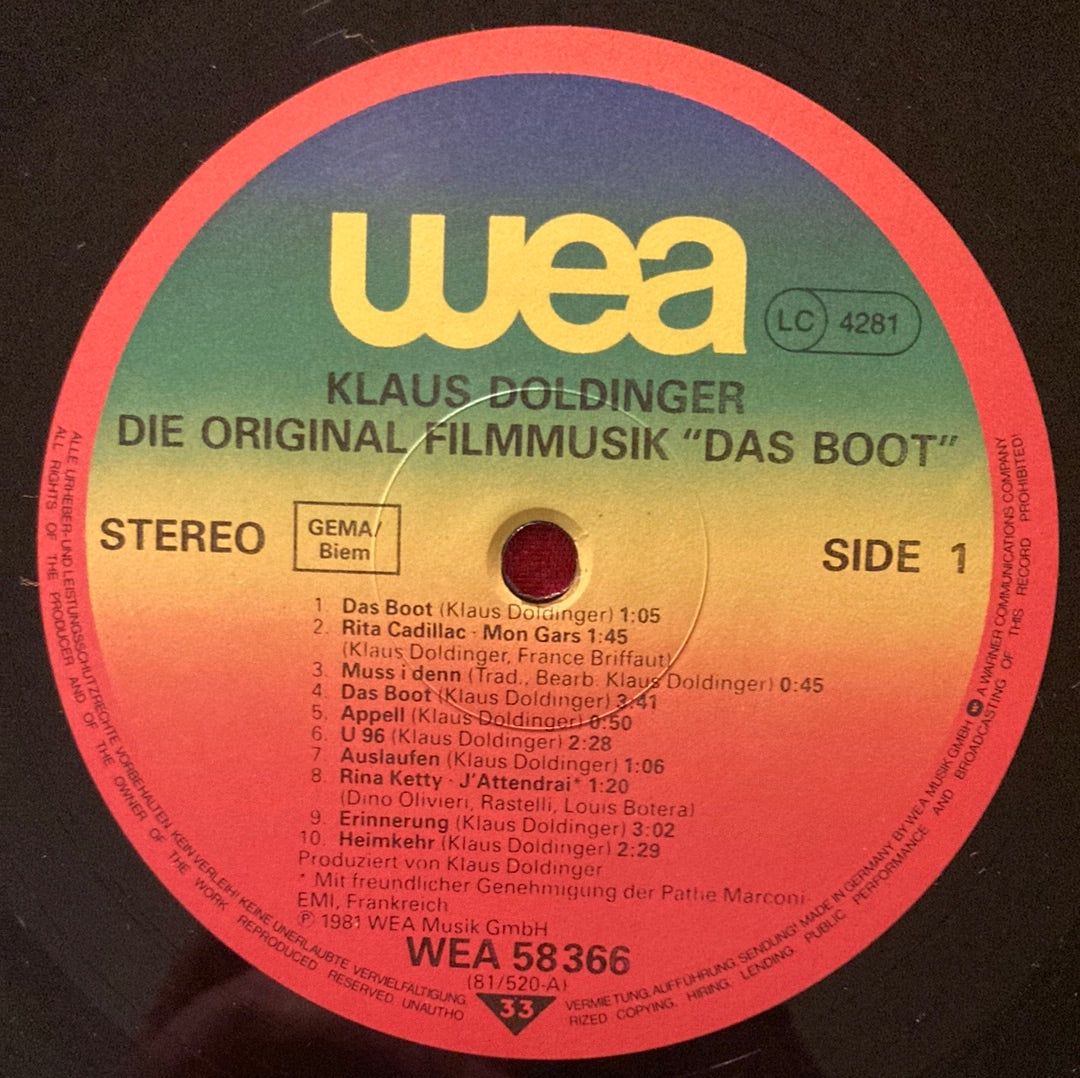 wea
LC 4281
KLAUS DOLDINGER
DIE ORIGINAL FILMMUSIK "DAS BOOT"
STEREO
GEMA/
Biem
SIDE 1
1. Das Boot (Klaus Doldinger) 1:05
2. Rita Cadillac · Mon Gars 1:45
(Klaus Doldinger, France Briffaut)
3. Muss i denn (Trad., Bearb. Klaus Doldinger) 0:45
4. Das Boot (Klaus Doldinger) 3:41
5. Appell (Klaus Doldinger) 0:50
6. U 96 (Klaus Doldinger) 2:28
7. Auslaufen (Klaus Doldinger) 1:06
8. Rina Ketty · J'Attendrai* 1:20
(Dino Olivieri, Rastelli, Louis Botera)
9. Erinnerung (Klaus Doldinger) 3:02
10. Heimkehr (Klaus Doldinger) 2:29
Produziert von Klaus Doldinger
* Mit freundlicher Genehmigung der Pathe Marconi-
EMI, Frankreich
℗ 1981 WEA Musik GmbH
WEA 58 366
(81/520-A)
33
ALLE URHEBER- UND LEISTUNGSSCHUTZRECHTE VORBEHALTEN. KEIN VERLEIH! KEINE UNERLAUBTE VERVIELFÄLTIGUNG, VERMIETUNG, AUFFÜHRUNG, SENDUNG! MADE IN GERMANY BY WEA MUSIK GMBH A WARNER COMMUNICATIONS COMPANY
ALL RIGHTS OF THE PRODUCER AND OF THE OWNER OF THE WORK REPRODUCED RESERVED. UNAUTHORIZED COPYING, HIRING, LENDING, PUBLIC PERFORMANCE AND BROADCASTING OF THIS RECORD PROHIBITED!